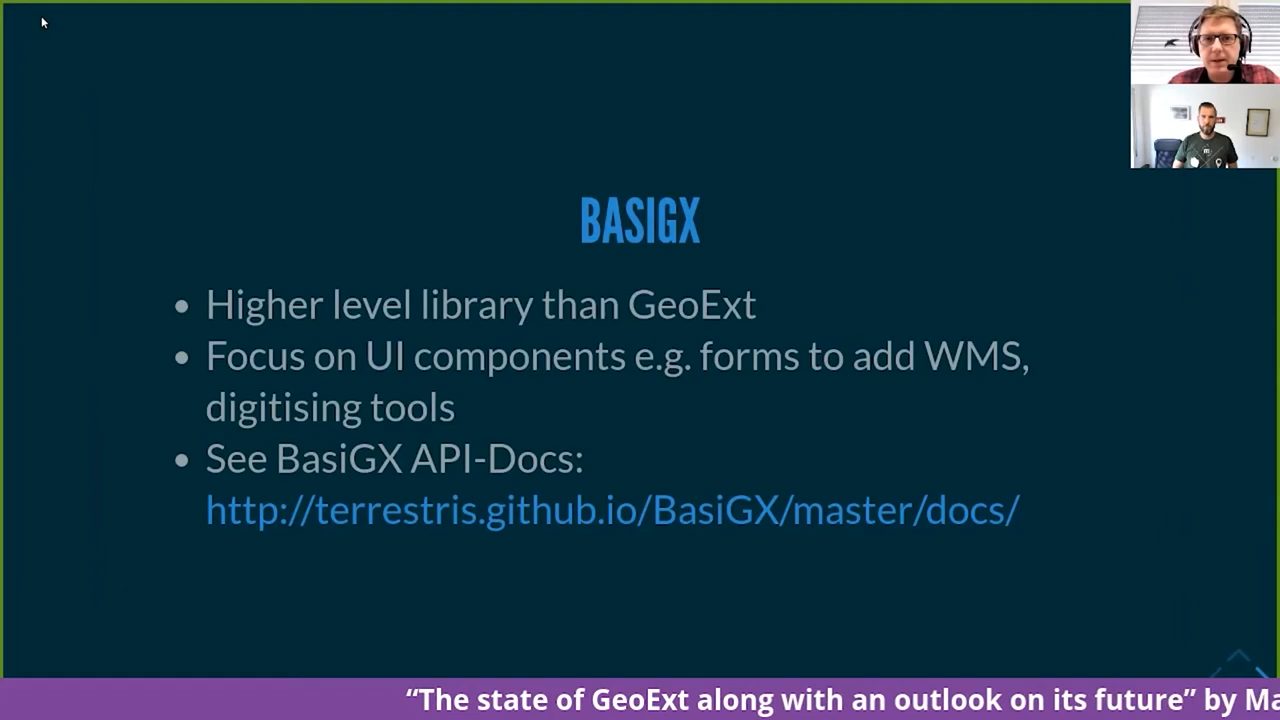 BASIGX
• Higher level library than GeoExt
• Focus on UI components e.g. forms to add WMS,
digitising tools
• See BasiGX API-Docs:
http://terrestris.github.io/BasiGX/master/docs/
“The state of GeoExt along with an outlook on its future” by Ma